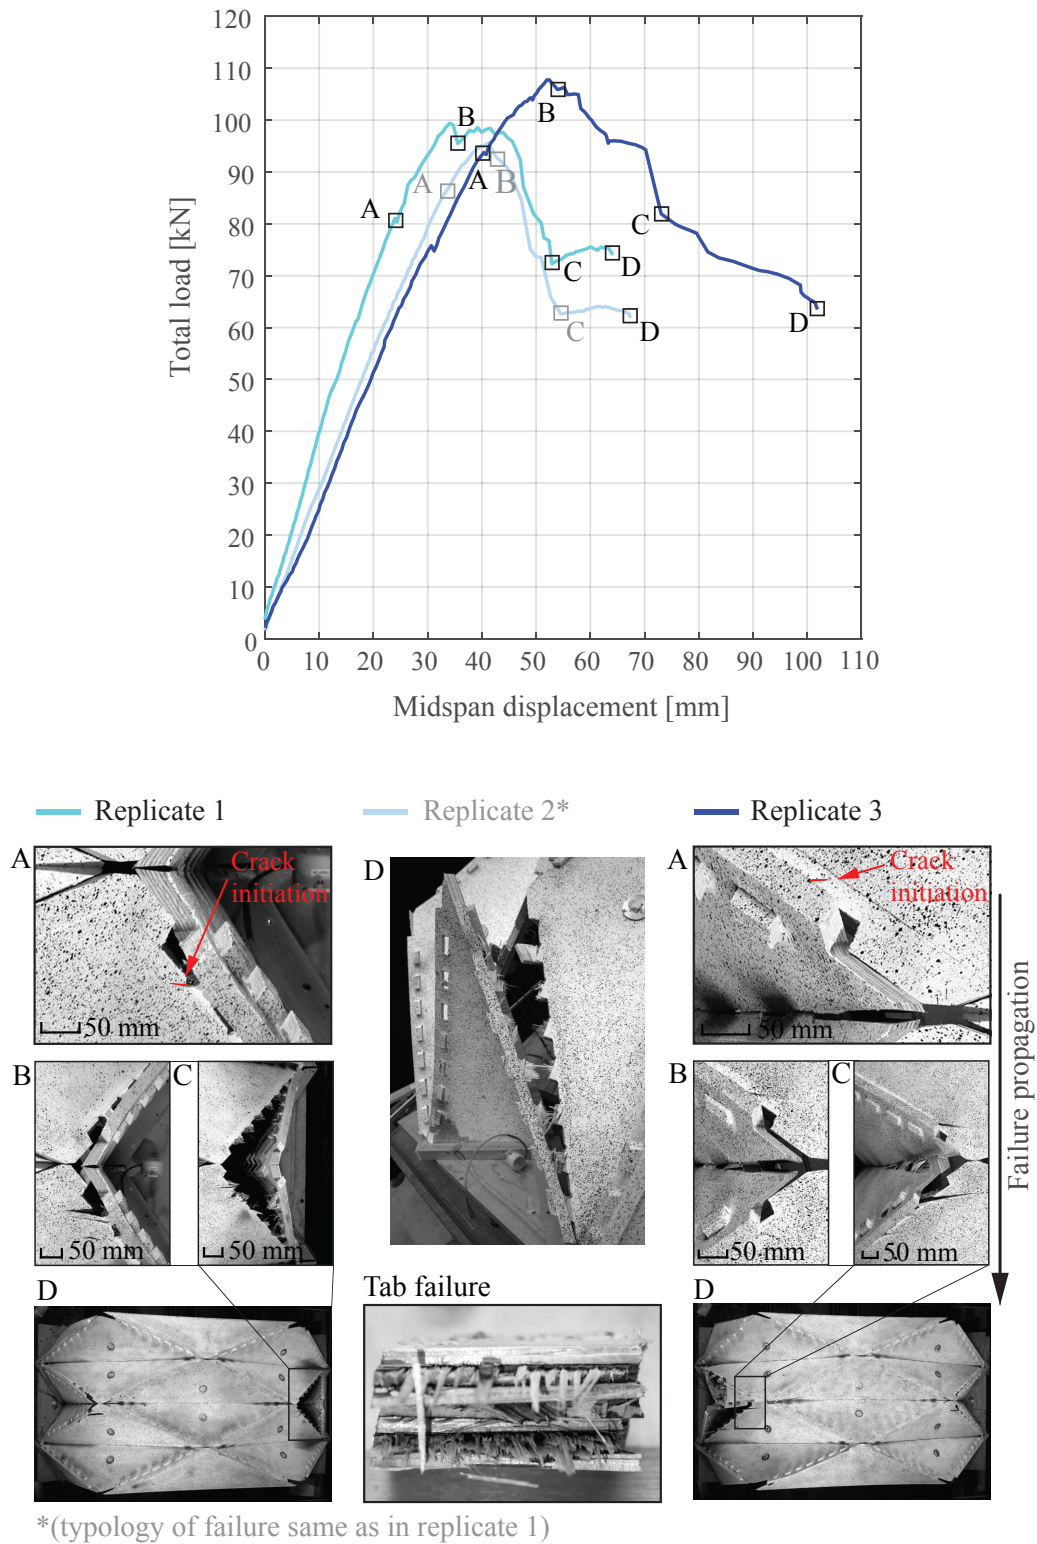 120
110
100
90
80
70
60
50
40
30
20
10
0
Total load [kN]
A
B
C
D
A
B
C
D
A
B
C
D
0 10 20 30 40 50 60 70 80 90 100 110
Midspan displacement [mm]
Replicate 1
Replicate 2*
Replicate 3
A
Crack
initiation
50 mm
B
50 mm
C
50 mm
D
D
Tab failure
A
Crack
initiation
50 mm
B
50 mm
C
50 mm
D
Failure propagation
*(typology of failure same as in replicate 1)